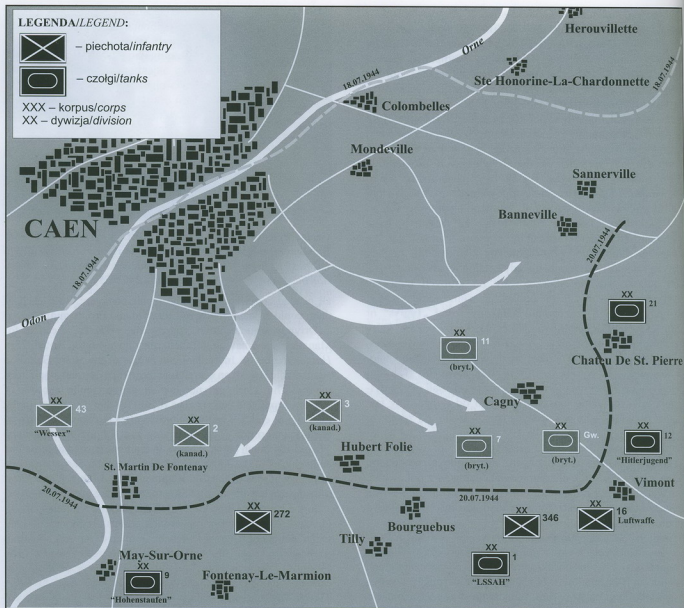 LEGENDA/LEGEND:
– piechota/infantry
– czołgi/tanks
XXX – korpus/corps
XX – dywizja/division
Herouvillette
Orne
18.07.1944
Ste Honorine-La-Chardonnette
18.07.1944
Colombelles
Mondeville
Sannerville
Banneville
CAEN
20.07.1944
18.07.1944
Odon
XX
21
Chateu De St. Pierre
XX
11
(bryt.)
XX
43
"Wessex"
XX
2
(kanad.)
XX
3
(kanad.)
Cagny
XX
7
(bryt.)
XX
Gw.
(bryt.)
XX
12
"Hitlerjugend"
Hubert Folie
St. Martin De Fontenay
20.07.1944
20.07.1944
Vimont
XX
272
Bourguebus
XX
346
XX
16
Luftwaffe
Tilly
XX
1
"LSSAH"
May-Sur-Orne
XX
9
"Hohenstaufen"
Fontenay-Le-Marmion